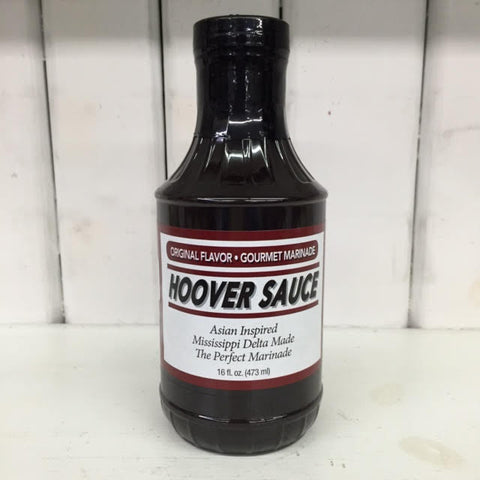 ORIGINAL FLAVOR • GOURMET MARINADE
HOOVER SAUCE
Asian Inspired
Mississippi Delta Made
The Perfect Marinade
16 fl. oz. (473 ml)